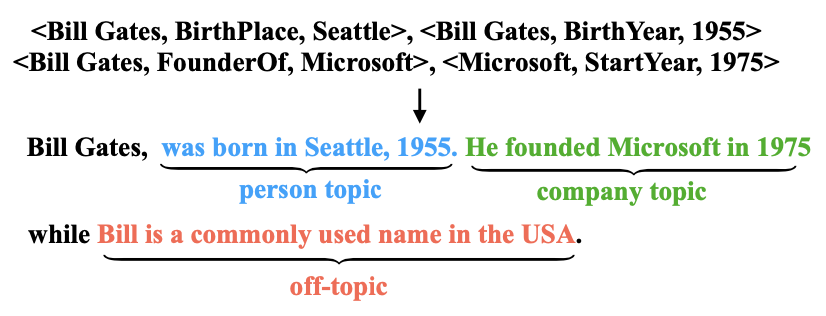 <Bill Gates, BirthPlace, Seattle>, <Bill Gates, BirthYear, 1955>
<Bill Gates, FounderOf, Microsoft>, <Microsoft, StartYear, 1975>
Bill Gates, was born in Seattle, 1955. He founded Microsoft in 1975
person topic company topic
while Bill is a commonly used name in the USA.
off-topic